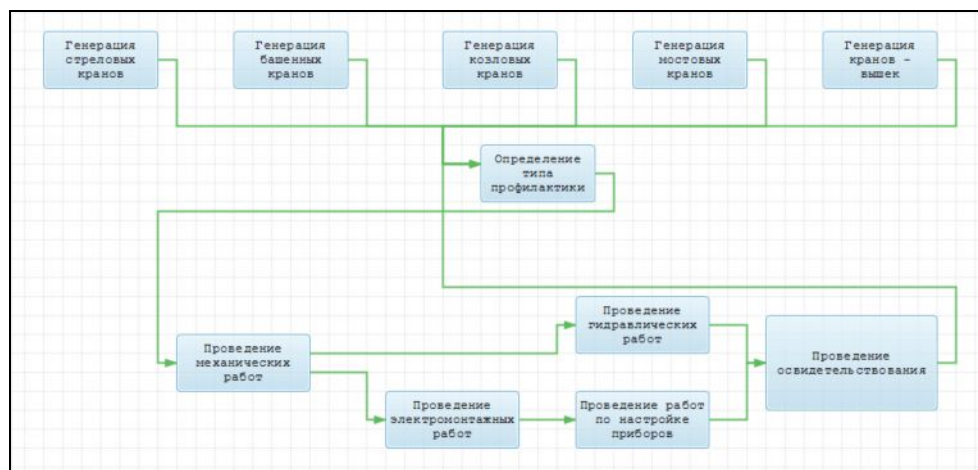 Генерация
стреловых
кранов
Генерация
башенных
кранов
Генерация
козловых
кранов
Генерация
мостовых
кранов
Генерация
кранов -
вышек
Определение
типа
профилактики
Проведение
механических
работ
Проведение
гидравлических
работ
Проведение
электромонтажных
работ
Проведение работ
по настройке
приборов
Проведение
освидетельствования